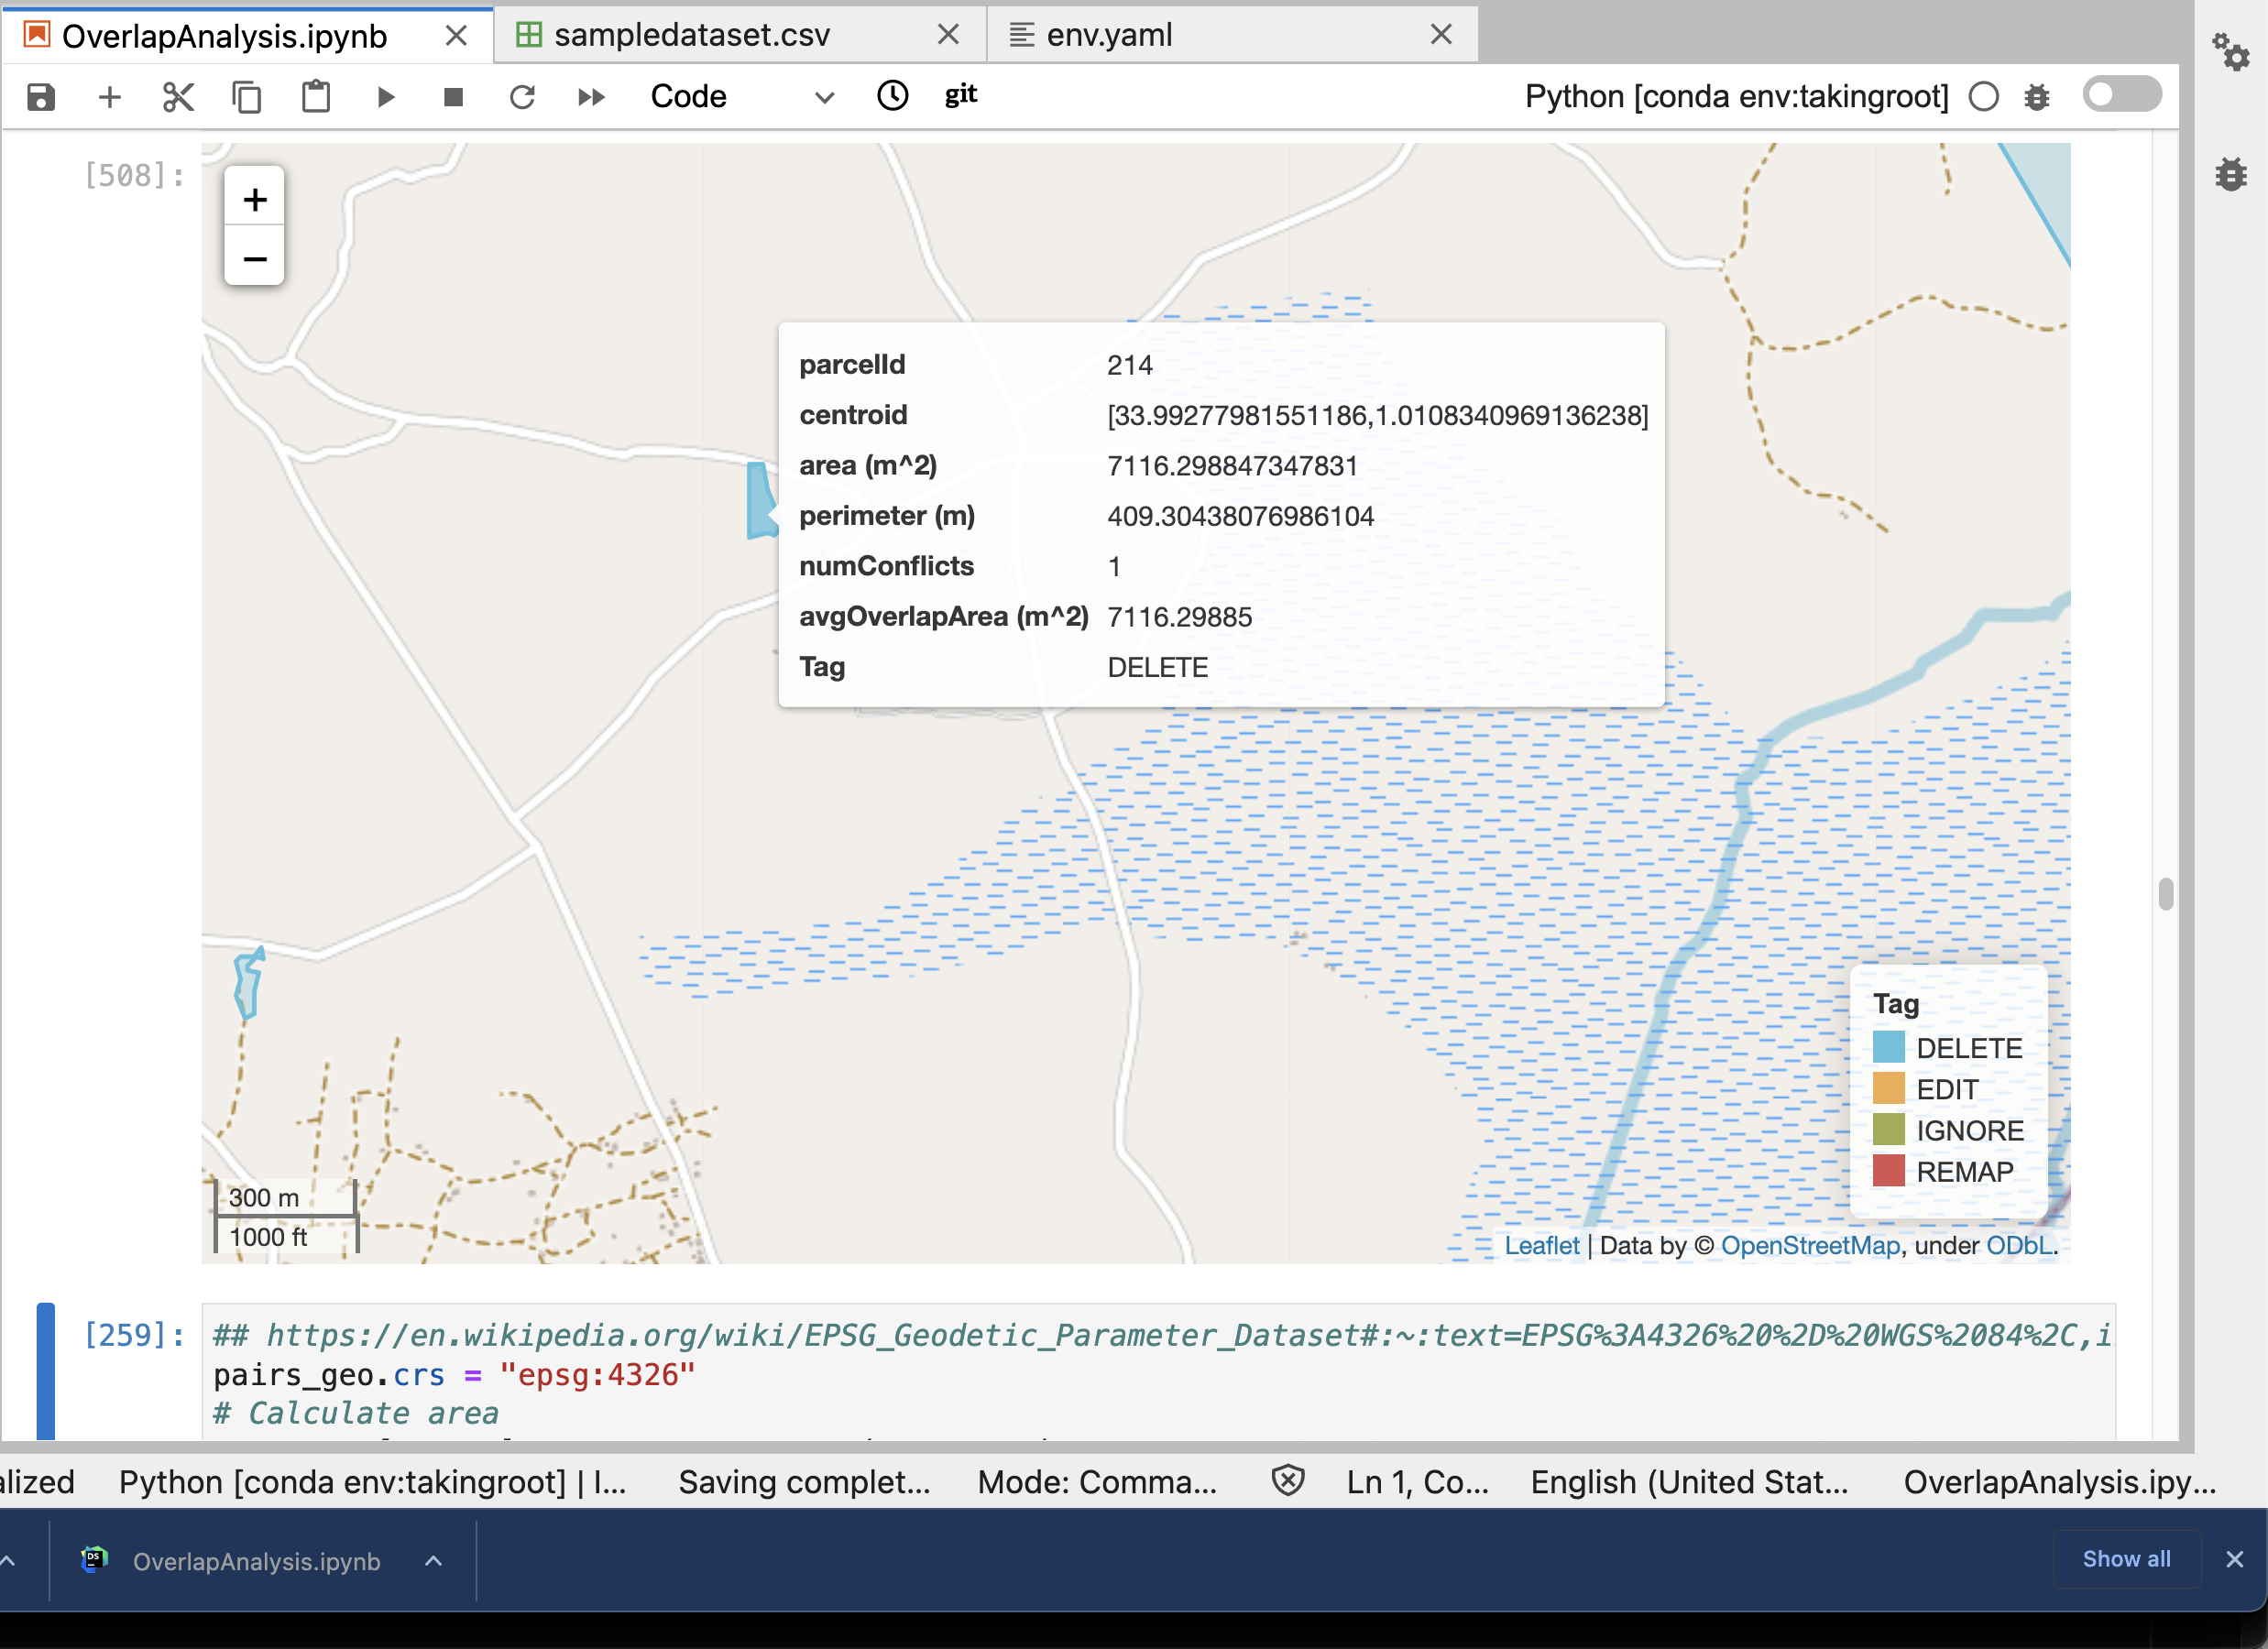 OverlapAnalysis.ipynb
sampledataset.csv
env.yaml
Code
git
Python [conda env:takingroot]
[508]:
+
−
parcelId 214
centroid [33.99277981551186,1.0108340969136238]
area (m^2) 7116.298847347831
perimeter (m) 409.30438076986104
numConflicts 1
avgOverlapArea (m^2) 7116.29885
Tag DELETE
Tag
DELETE
EDIT
IGNORE
REMAP
300 m
1000 ft
Leaflet | Data by © OpenStreetMap, under ODbL.
[259]: ## https://en.wikipedia.org/wiki/EPSG_Geodetic_Parameter_Dataset#:~:text=EPSG%3A4326%20%2D%20WGS%2084%2C,i
pairs_geo.crs = "epsg:4326"
# Calculate area
alized Python [conda env:takingroot] | I... Saving complet... Mode: Comma... Ln 1, Co... English (United Stat... OverlapAnalysis.ipy...
DS OverlapAnalysis.ipynb Show all